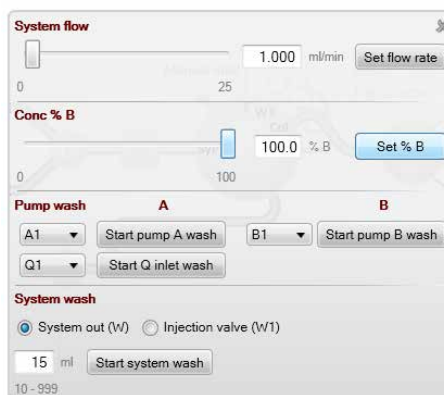 System flow
1.000 ml/min Set flow rate
0 25
Conc % B
100.0 % B Set % B
0 100
Pump wash A B
A1 Start pump A wash B1 Start pump B wash
Q1 Start Q inlet wash
System wash
System out (W) Injection valve (W1)
15 ml Start system wash
10 - 999